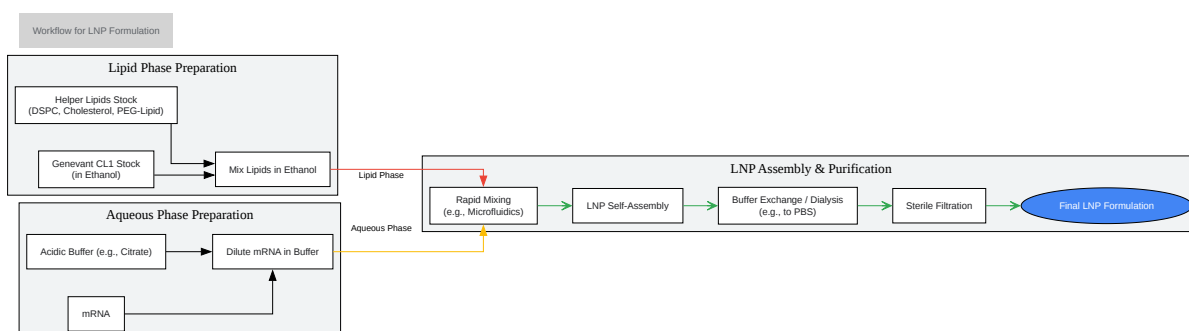 Workflow for LNP Formulation
Lipid Phase Preparation
Helper Lipids Stock
(DSPC, Cholesterol, PEG-Lipid)
Genevant CL1 Stock
(in Ethanol)
Mix Lipids in Ethanol
Lipid Phase
Aqueous Phase Preparation
Acidic Buffer (e.g., Citrate)
Dilute mRNA in Buffer
mRNA
Aqueous Phase
LNP Assembly & Purification
Rapid Mixing
(e.g., Microfluidics)
LNP Self-Assembly
Buffer Exchange / Dialysis
(e.g., to PBS)
Sterile Filtration
Final LNP Formulation